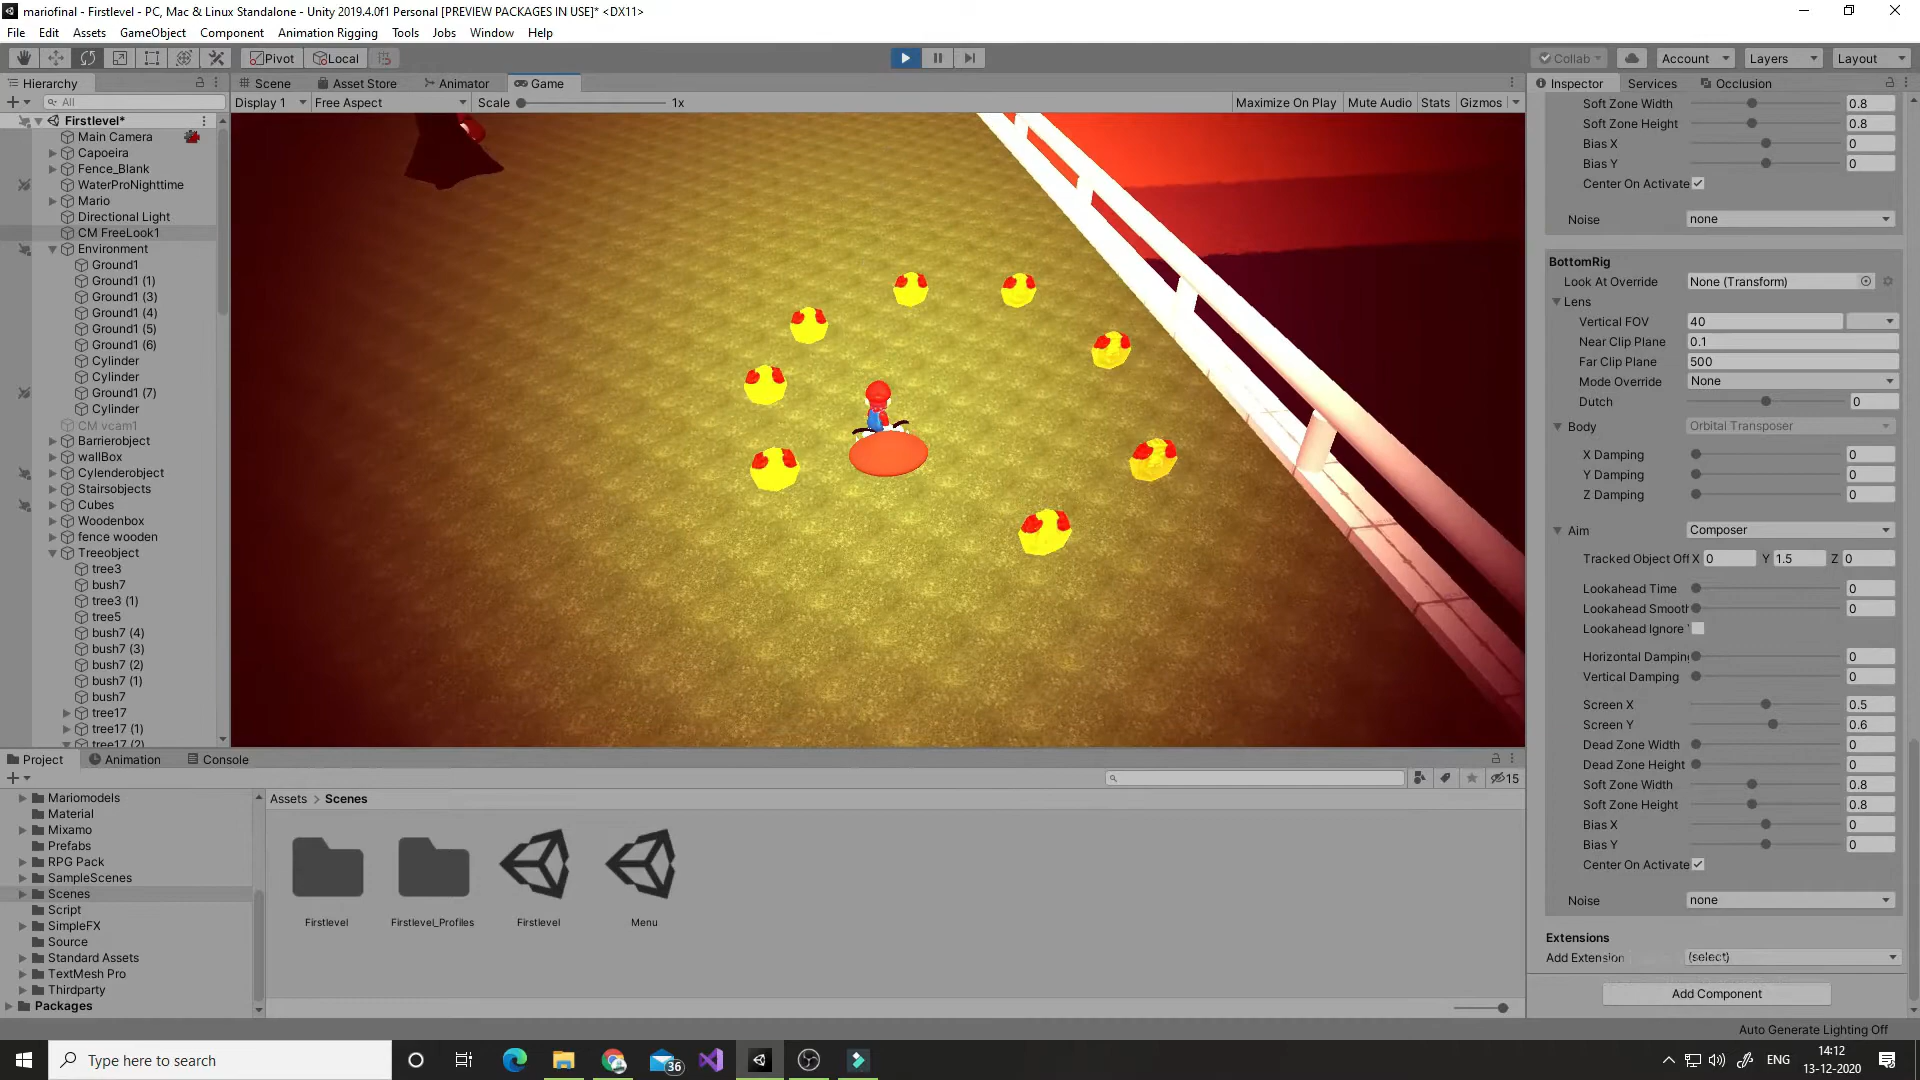 mariofinal - Firstlevel - PC, Mac & Linux Standalone - Unity 2019.4.0f1 Personal [PREVIEW PACKAGES IN USE]* <DX11>
File Edit Assets GameObject Component Animation Rigging Tools Jobs Window Help
Pivot Local Collab Account Layers Layout
Hierarchy Scene Asset Store Animator Game Inspector Services Occlusion
All Display 1 Free Aspect Scale 1x Maximize On Play Mute Audio Stats Gizmos
Firstlevel*
Main Camera
Capoeira
Fence_Blank
WaterProNighttime
Mario
Directional Light
CM FreeLook1
Environment
Ground1
Ground1 (1)
Ground1 (3)
Ground1 (4)
Ground1 (5)
Ground1 (6)
Cylinder
Cylinder
Ground1 (7)
Cylinder
CM vcam1
Barrierobject
wallBox
Cylenderobject
Stairsobjects
Cubes
Woodenbox
fence wooden
Treeobject
tree3
bush7
tree3 (1)
tree5
bush7 (4)
bush7 (3)
bush7 (2)
bush7 (1)
bush7
tree17
tree17 (1)
tree17 (2)
Soft Zone Width 0.8
Soft Zone Height 0.8
Bias X 0
Bias Y 0
Center On Activate
Noise none
BottomRig
Look At Override None (Transform)
Lens
Vertical FOV 40
Near Clip Plane 0.1
Far Clip Plane 500
Mode Override None
Dutch 0
Body Orbital Transposer
X Damping 0
Y Damping 0
Z Damping 0
Aim Composer
Tracked Object Off X 0 Y 1.5 Z 0
Lookahead Time 0
Lookahead Smooth 0
Lookahead Ignore
Horizontal Damping 0
Vertical Damping 0
Screen X 0.5
Screen Y 0.6
Dead Zone Width 0
Dead Zone Height 0
Soft Zone Width 0.8
Soft Zone Height 0.8
Bias X 0
Bias Y 0
Center On Activate
Noise none
Extensions
Add Extension (select)
Add Component
Auto Generate Lighting Off
Project Animation Console
15
Mariomodels
Material
Mixamo
Prefabs
RPG Pack
SampleScenes
Scenes
Script
SimpleFX
Source
Standard Assets
TextMesh Pro
Thirdparty
Packages
Assets > Scenes
Firstlevel Firstlevel_Profiles Firstlevel Menu
Type here to search
36
ENG
14:12
13-12-2020